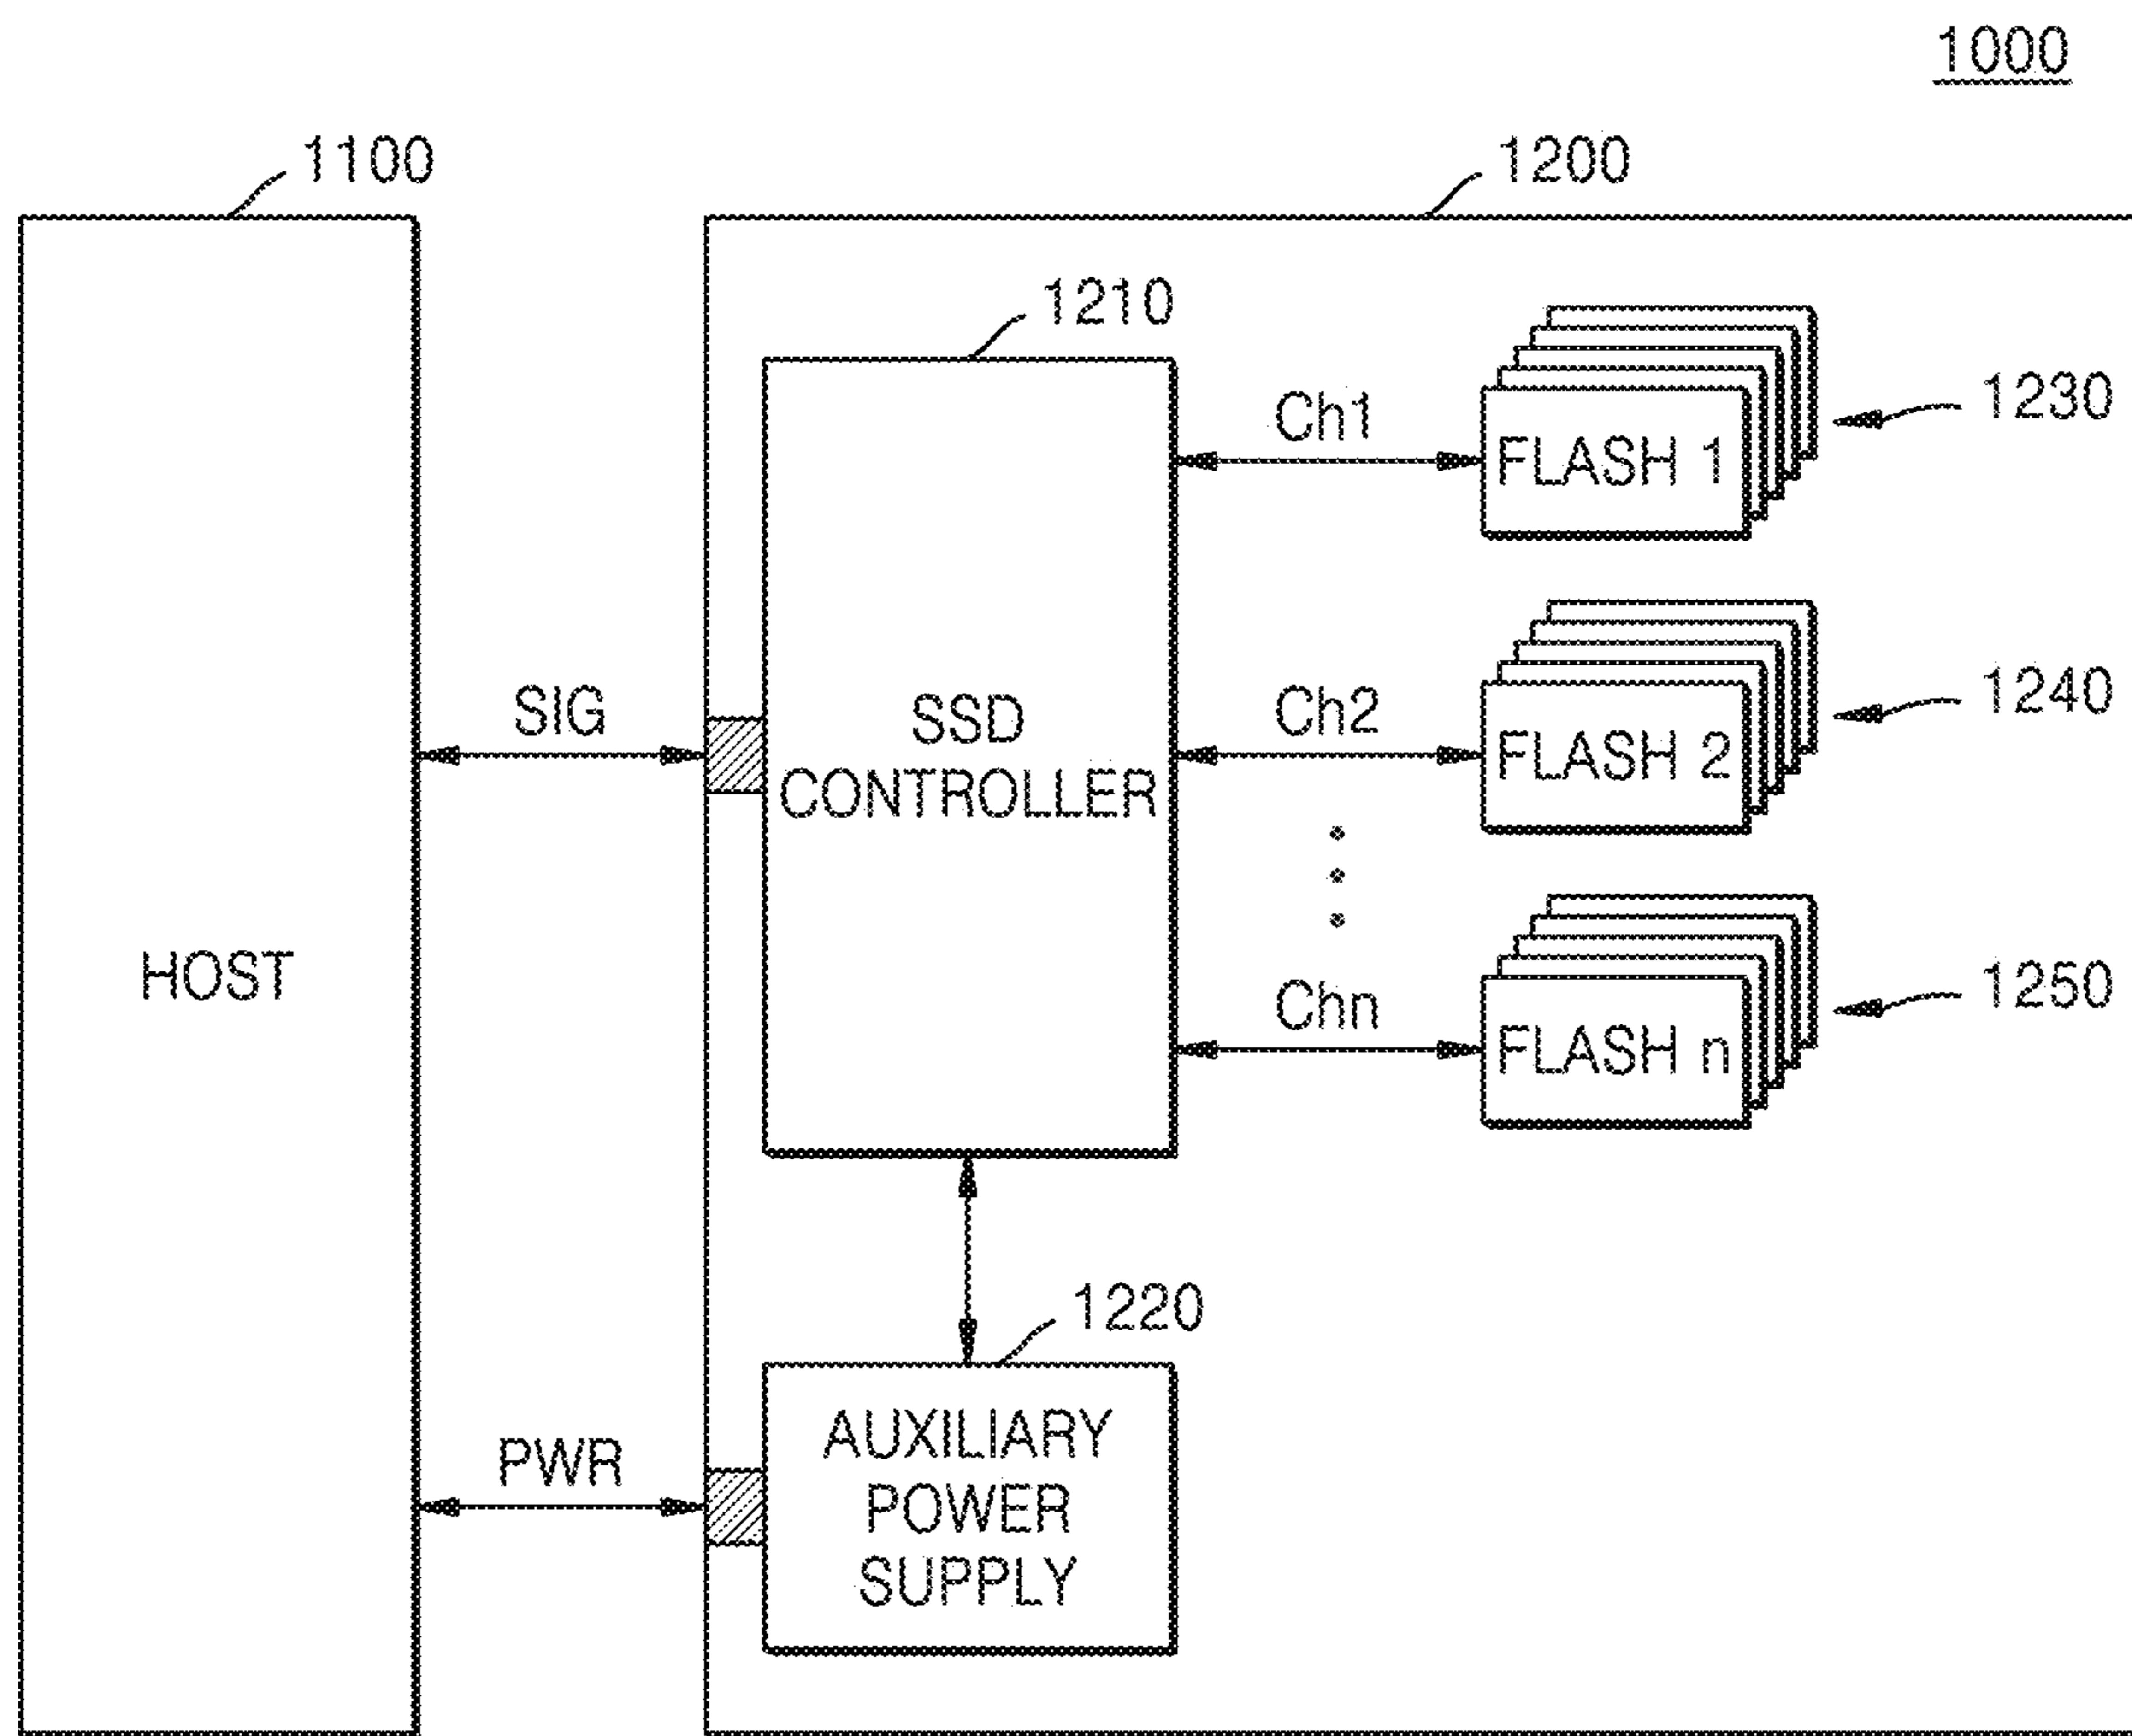 1000
1100
1200
1210
Ch1
FLASH 1
1230
SIG
SSD
CONTROLLER
Ch2
FLASH 2
1240
HOST
Chn
FLASH n
1250
1220
PWR
AUXILIARY
POWER
SUPPLY